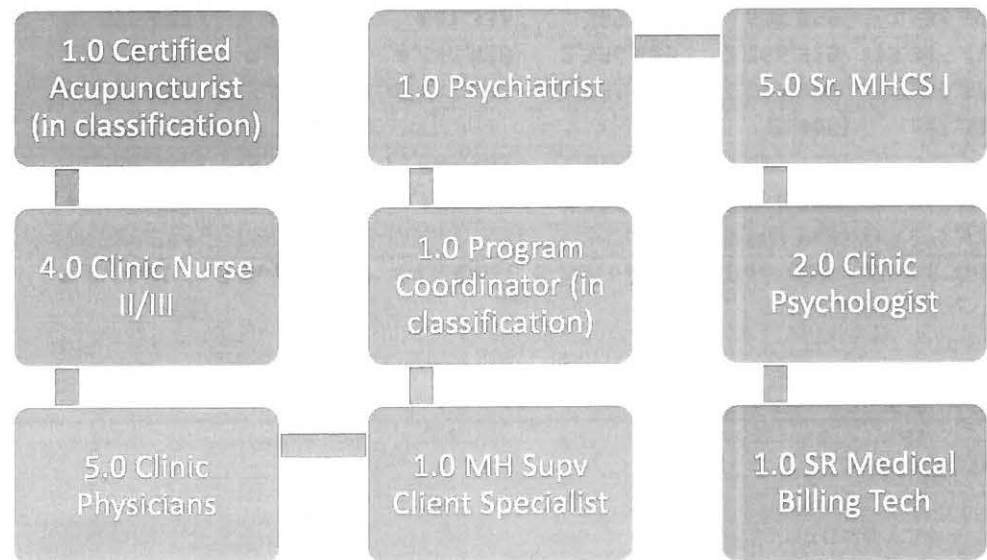 1.0 Certified
Acupuncturist
(in classification)
4.0 Clinic Nurse
II/III
5.0 Clinic
Physicians
1.0 MH Supv
Client Specialist
1.0 Program
Coordinator (in
classification)
1.0 Psychiatrist
5.0 Sr. MHCS I
2.0 Clinic
Psychologist
1.0 SR Medical
Billing Tech